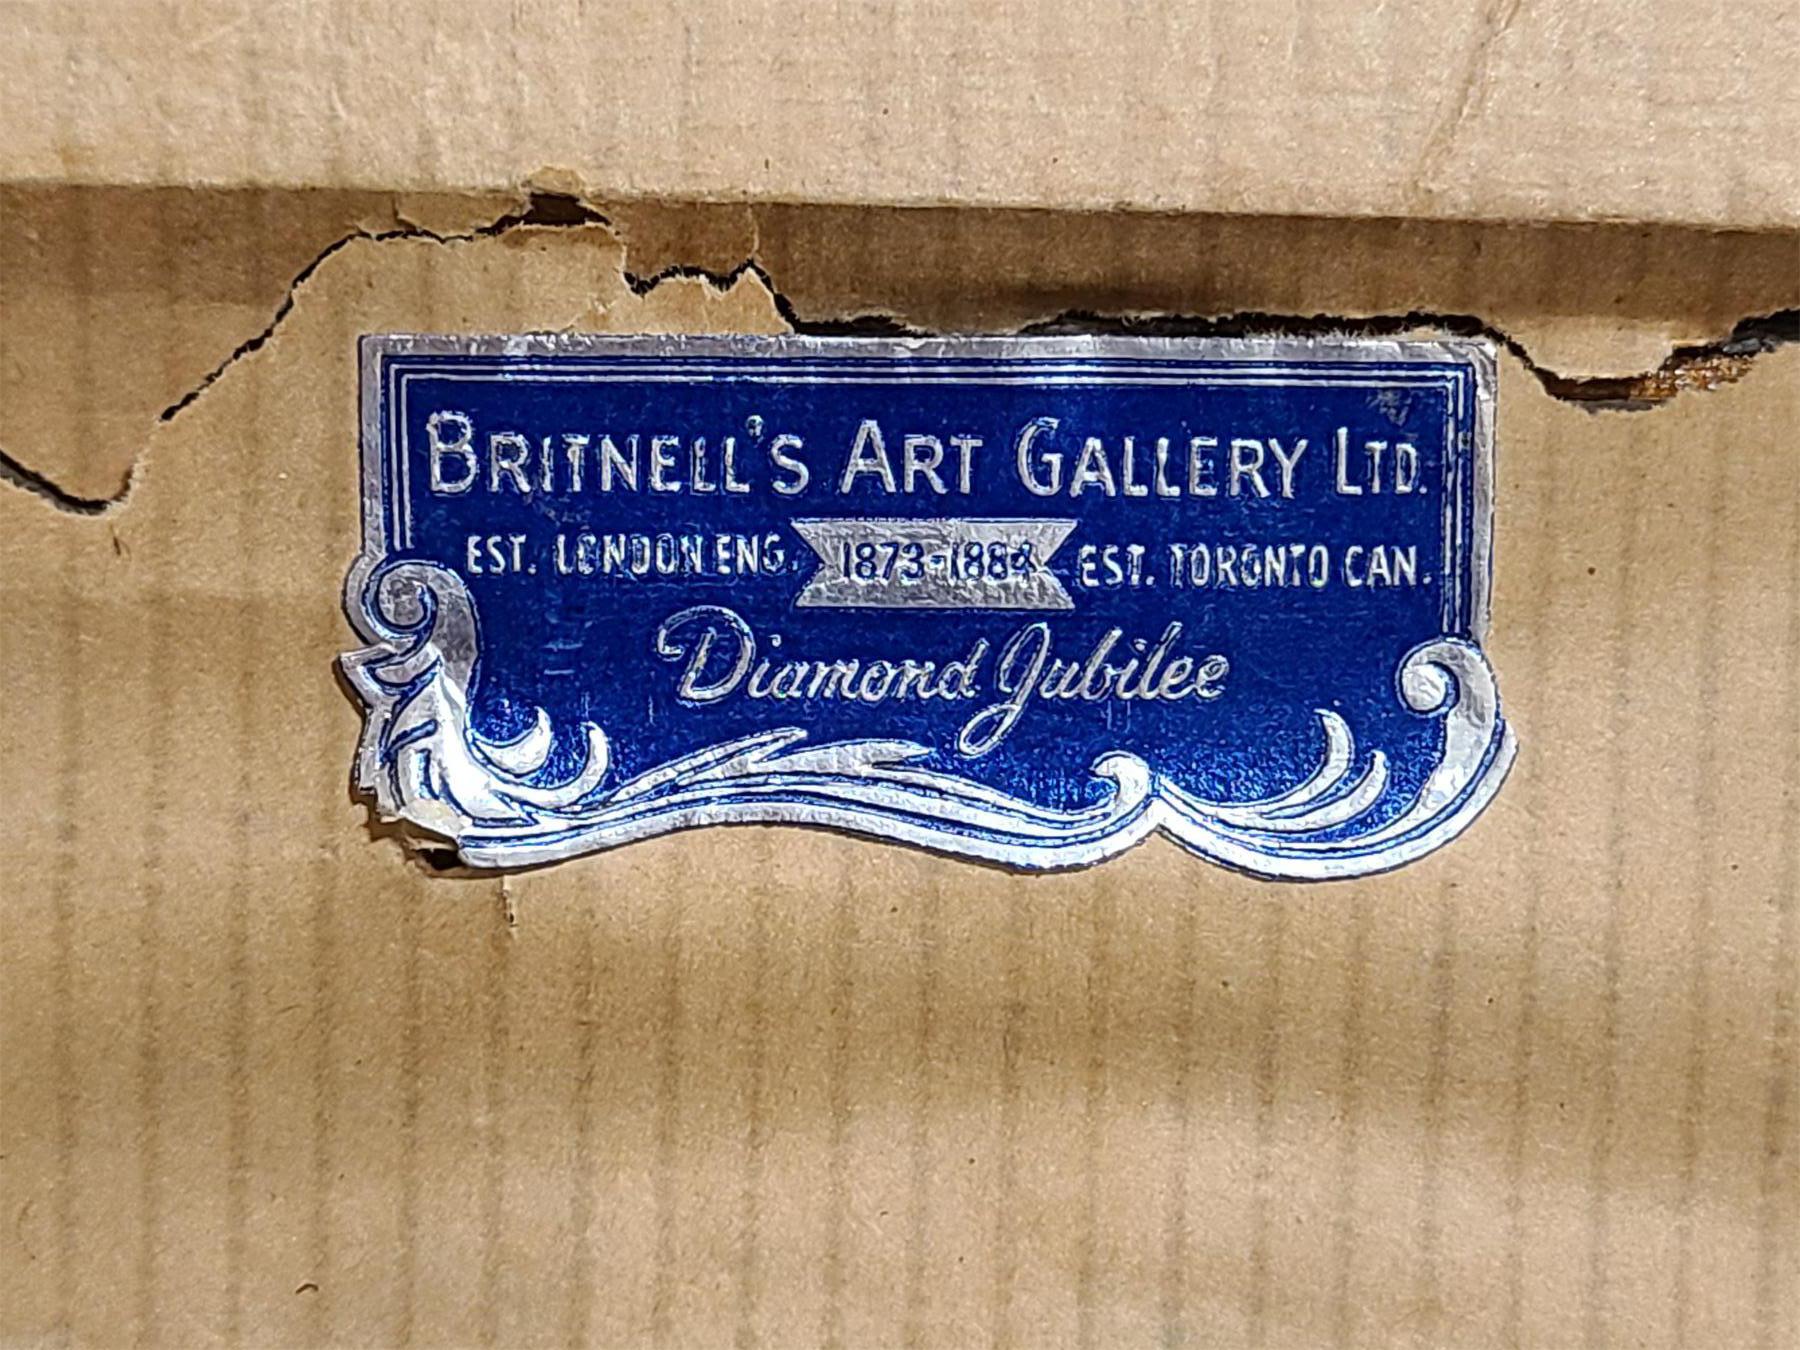 BRITNELL'S ART GALLERY LTD.
EST. LONDON ENG. 1873-1884 EST. TORONTO CAN.
Diamond Jubilee